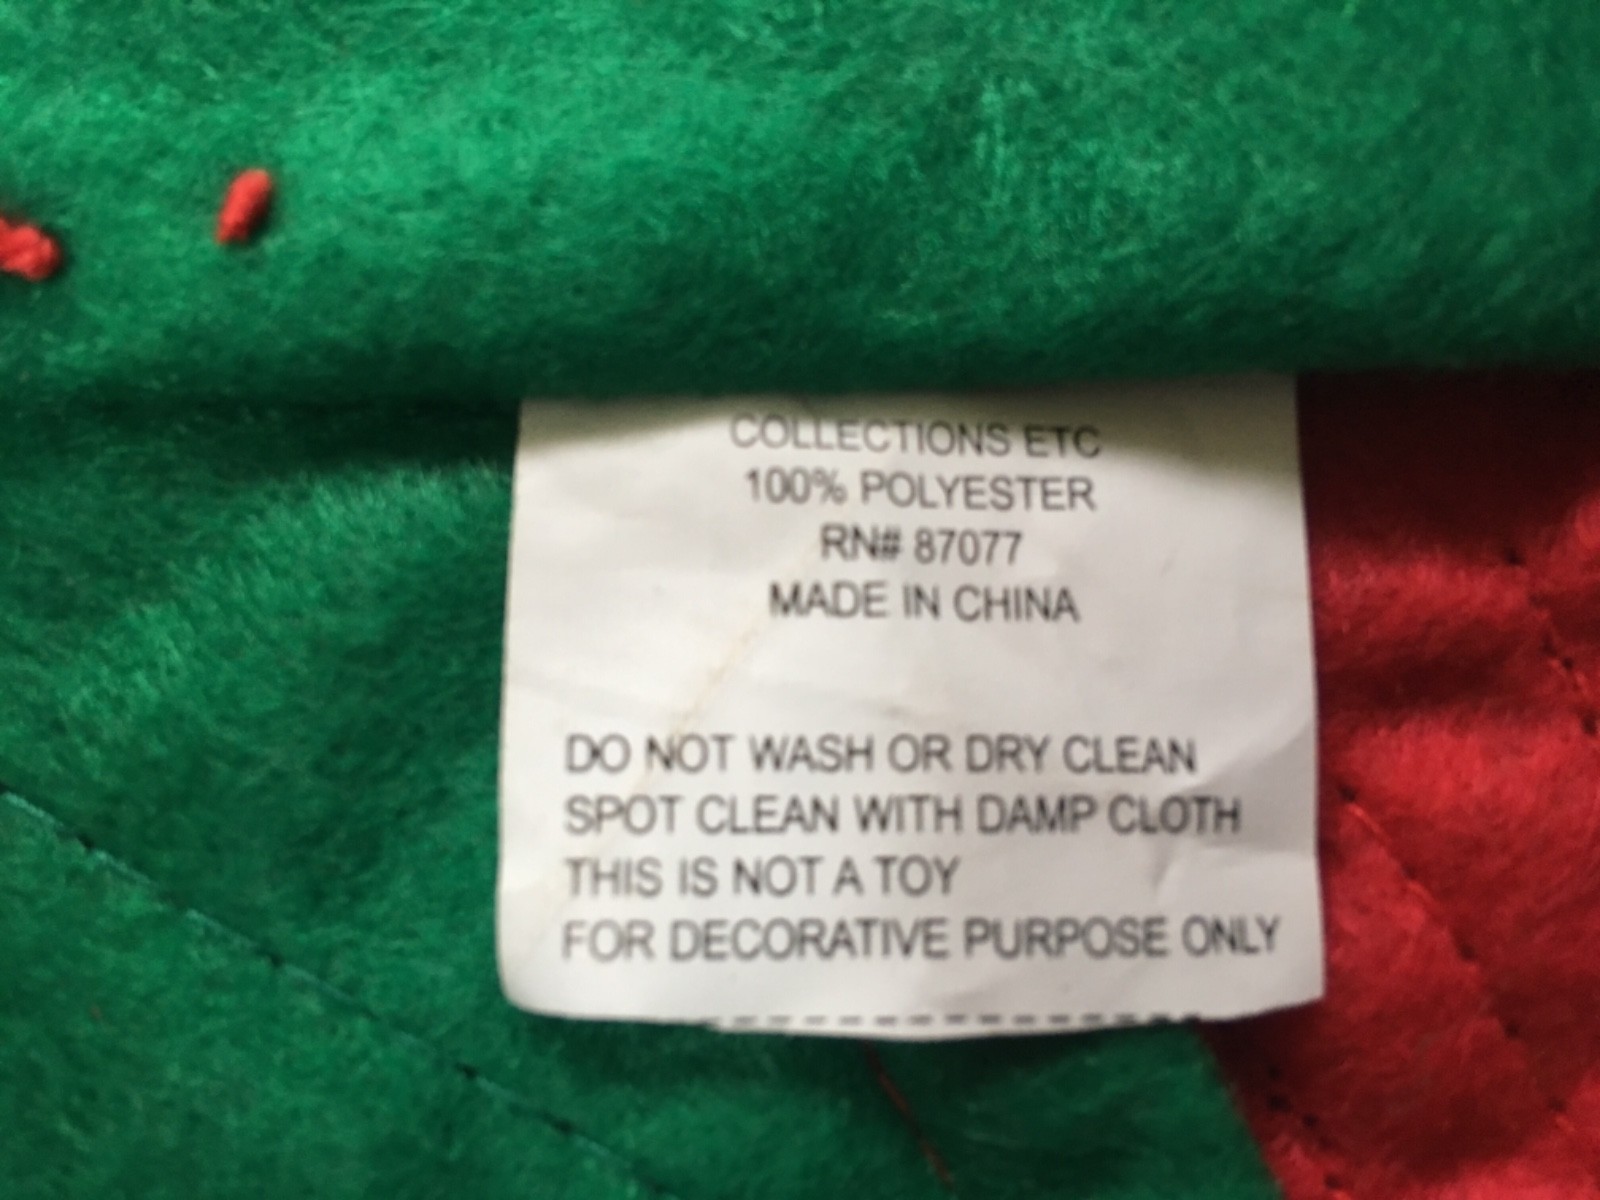 COLLECTIONS ETC
100% POLYESTER
RN# 87077
MADE IN CHINA
DO NOT WASH OR DRY CLEAN
SPOT CLEAN WITH DAMP CLOTH
THIS IS NOT A TOY
FOR DECORATIVE PURPOSE ONLY